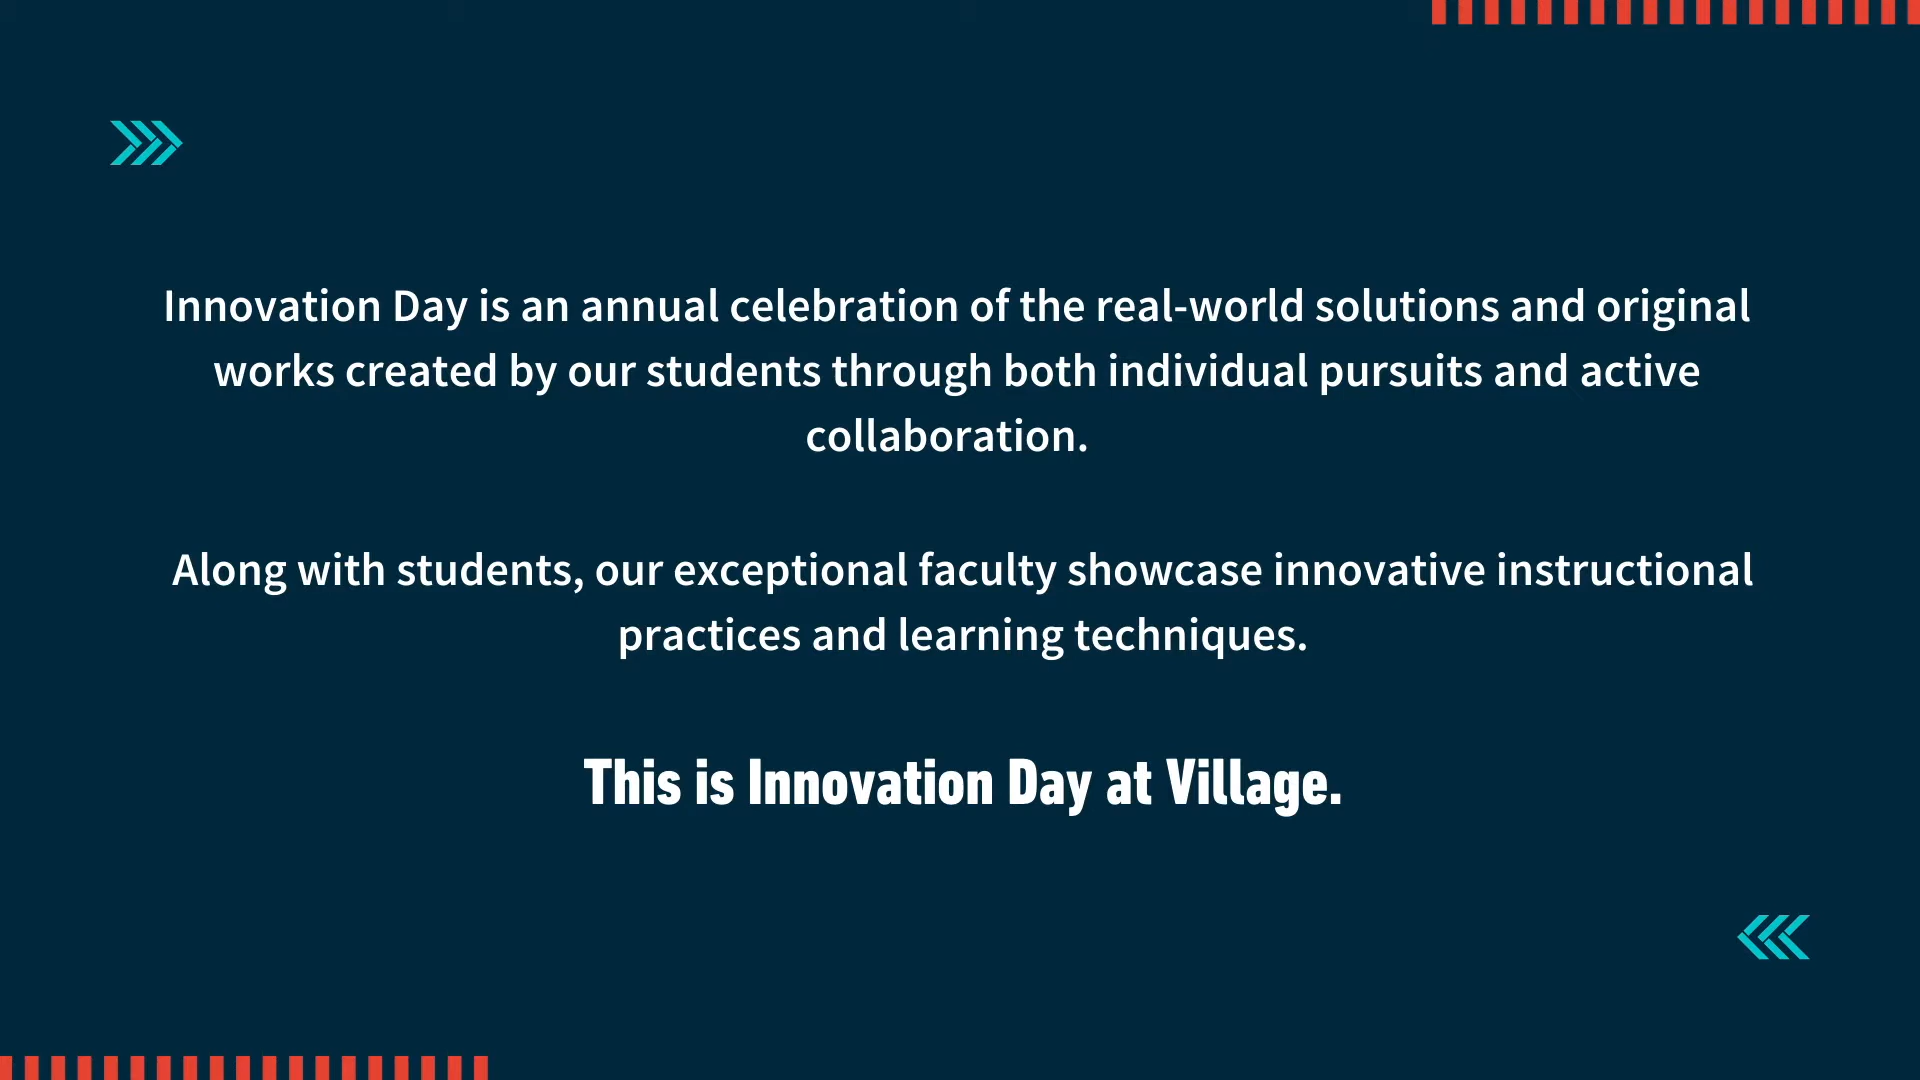 Innovation Day is an annual celebration of the real-world solutions and original
works created by our students through both individual pursuits and active
collaboration.
Along with students, our exceptional faculty showcase innovative instructional
practices and learning techniques.
This is Innovation Day at Village.